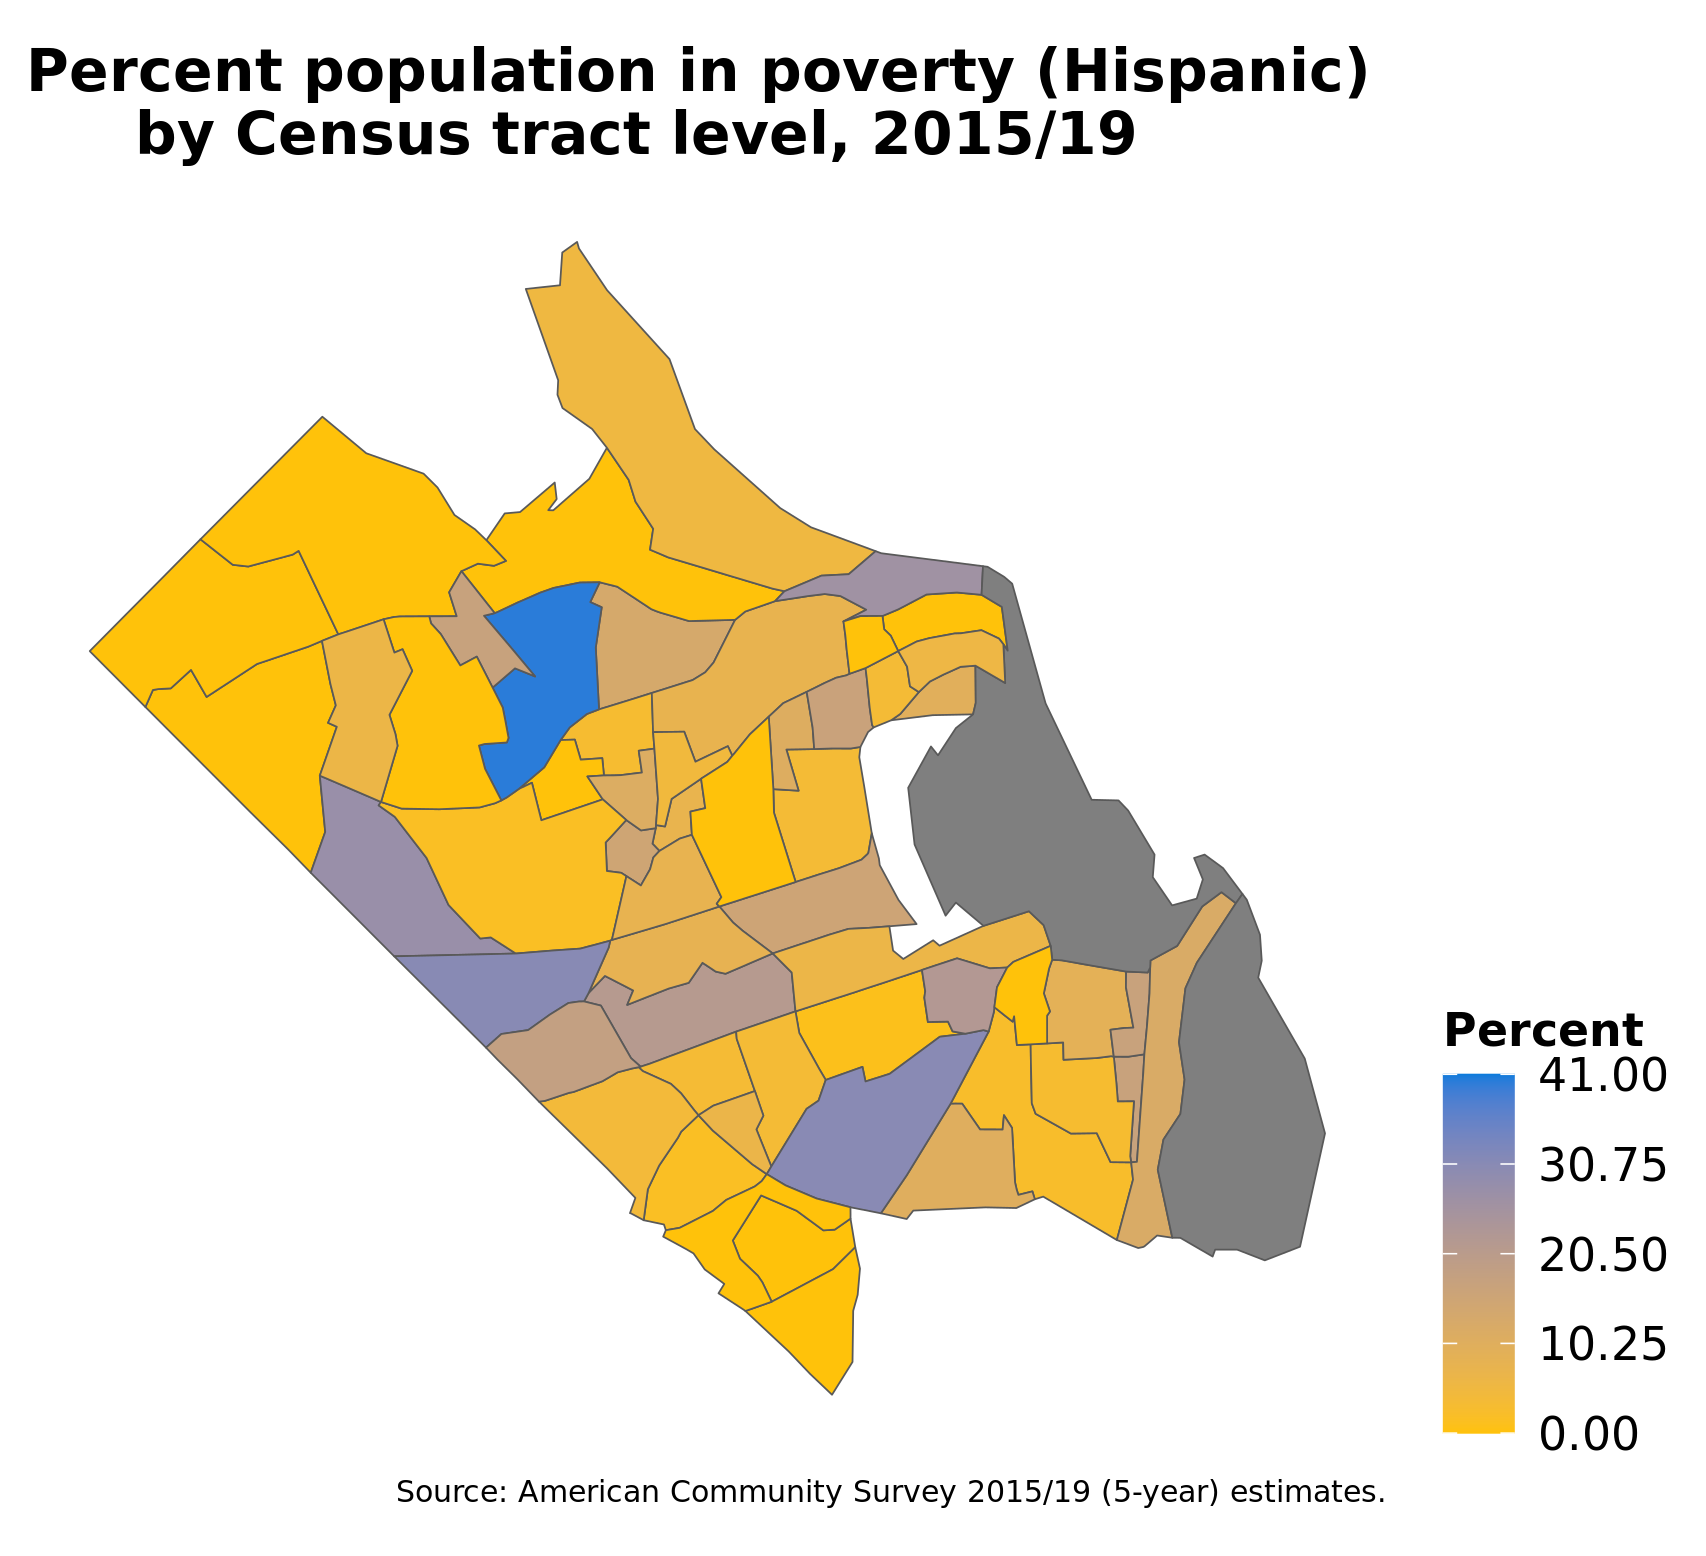 Percent population in poverty (Hispanic)
by Census tract level, 2015/19
Percent
41.00
30.75
20.50
10.25
0.00
Source: American Community Survey 2015/19 (5-year) estimates.